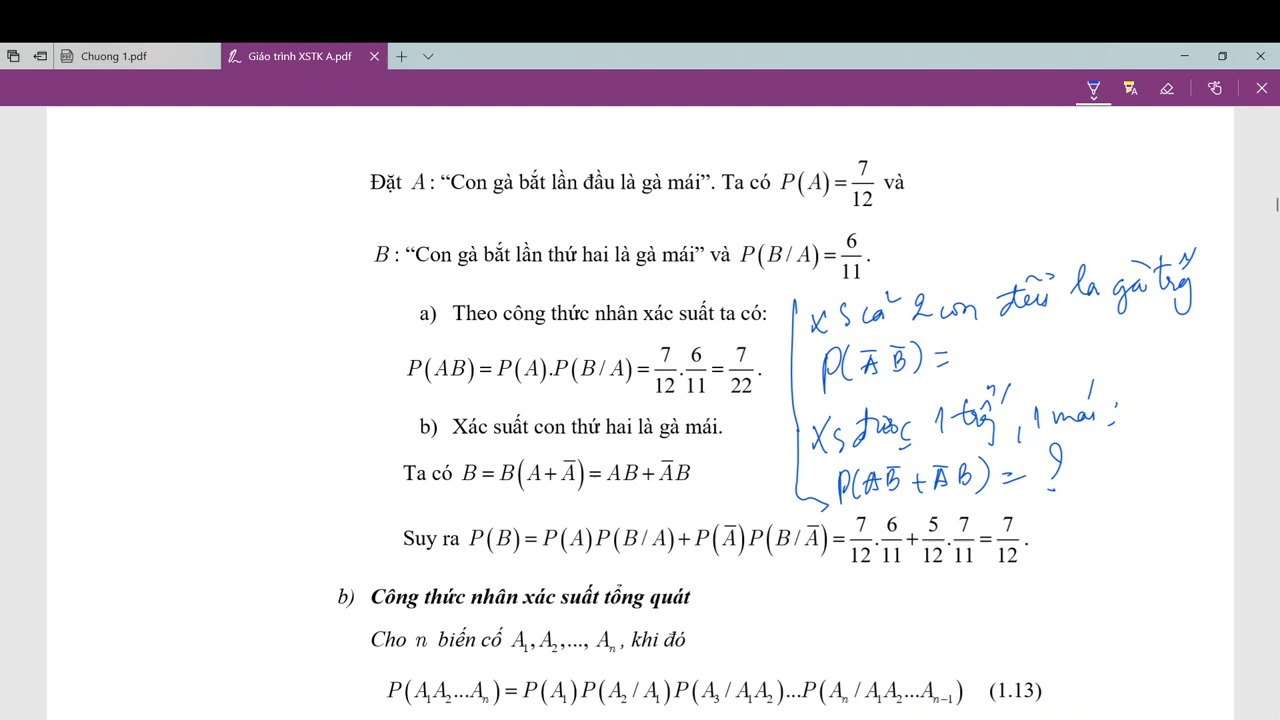 Chuong 1.pdf
Giáo trình XSTK A.pdf
Đặt A: “Con gà bắt lần đầu là gà mái”. Ta có P(A) = 7/12 và
B: “Con gà bắt lần thứ hai là gà mái” và P(B/A) = 6/11.
a) Theo công thức nhân xác suất ta có:
P(AB) = P(A).P(B/A) = 7/12 . 6/11 = 7/22.
b) Xác suất con thứ hai là gà mái.
Ta có B = B(A + A̅) = AB + A̅B
Suy ra P(B) = P(A)P(B/A) + P(A̅)P(B/A̅) = 7/12 . 6/11 + 5/12 . 7/11 = 7/12.
XS cả 2 con đều la gà trống
P(A̅ B̅) =
XS được 1 trống, 1 mái :
P(AB̅ + A̅B) = ?
b) Công thức nhân xác suất tổng quát
Cho n biến cố A₁, A₂,..., Aₙ, khi đó
P(A₁A₂...Aₙ) = P(A₁)P(A₂/A₁)P(A₃/A₁A₂)...P(Aₙ/A₁A₂...Aₙ₋₁) (1.13)